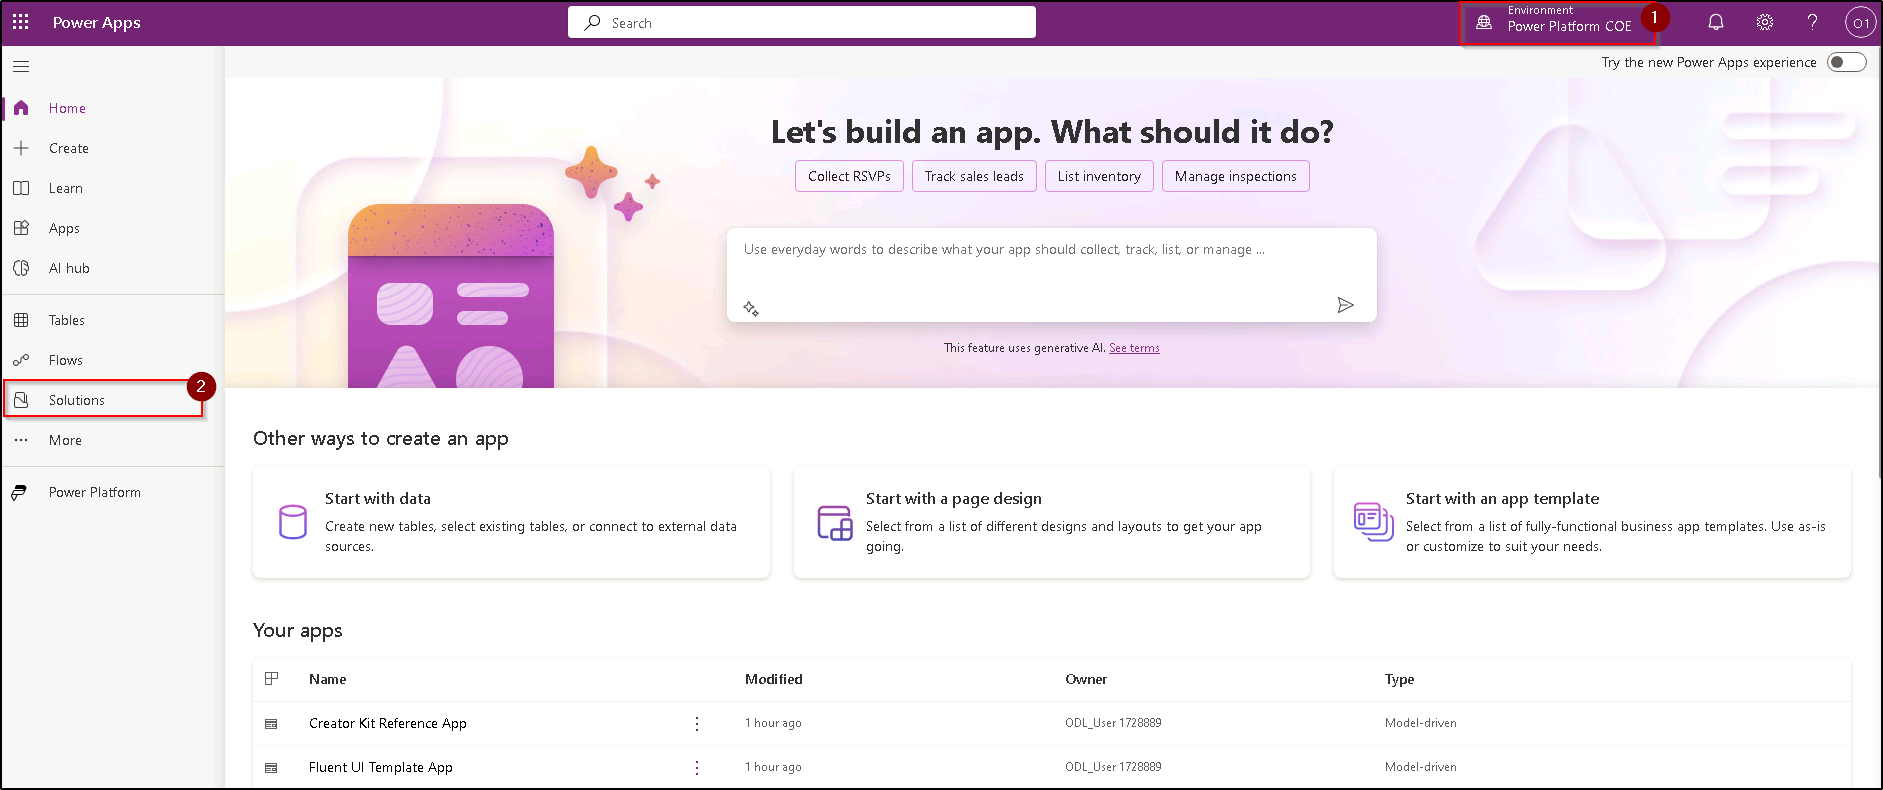 Power Apps
Search
Environment
Power Platform COE
1
?
O1
Try the new Power Apps experience
Home
Create
Learn
Apps
AI hub
Tables
Flows
Solutions
2
More
Power Platform
Let's build an app. What should it do?
Collect RSVPs
Track sales leads
List inventory
Manage inspections
Use everyday words to describe what your app should collect, track, list, or manage ...
This feature uses generative AI. See terms
Other ways to create an app
Start with data
Create new tables, select existing tables, or connect to external data
sources.
Start with a page design
Select from a list of different designs and layouts to get your app
going.
Start with an app template
Select from a list of fully-functional business app templates. Use as-is
or customize to suit your needs.
Your apps
Name Modified Owner Type
Creator Kit Reference App 1 hour ago ODL_User 1728889 Model-driven
Fluent UI Template App 1 hour ago ODL_User 1728889 Model-driven